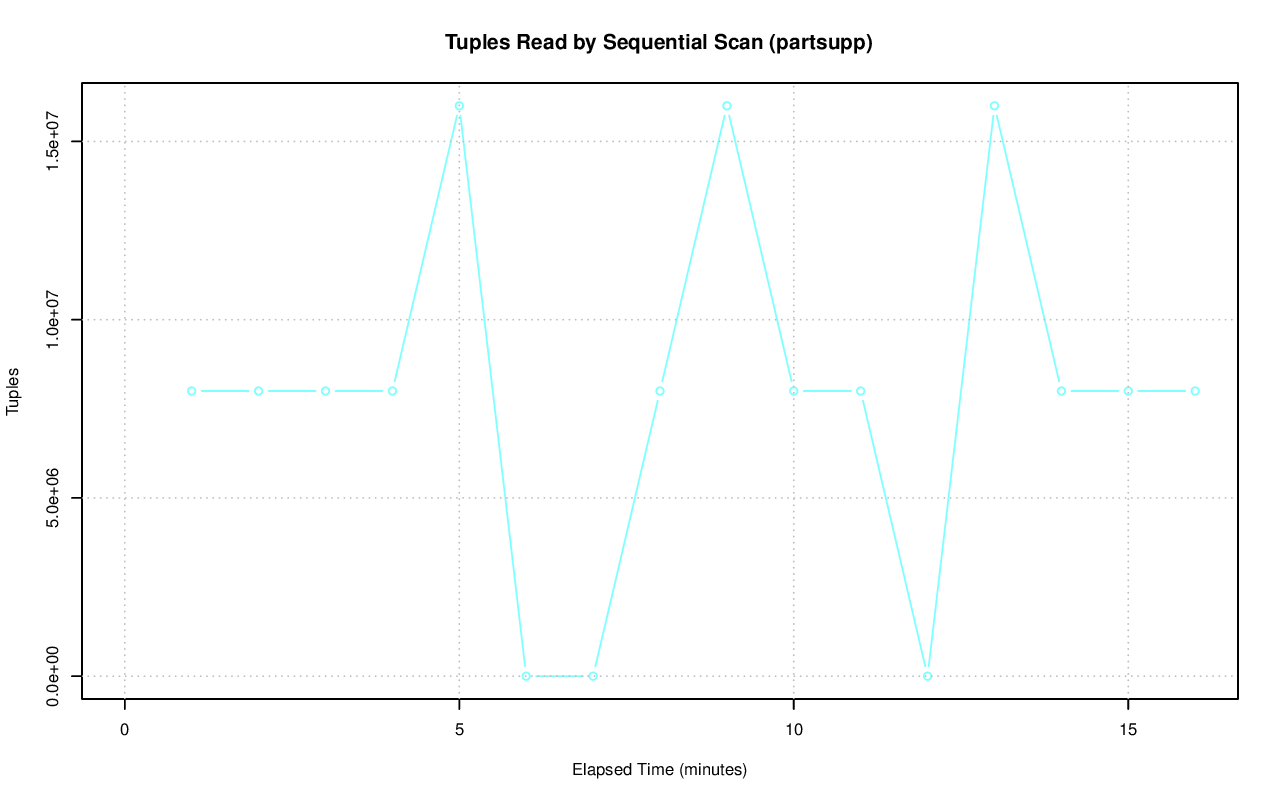 Tuples Read by Sequential Scan (partsupp)
1.5e+07
1.0e+07
5.0e+06
0.0e+00
Tuples
0 5 10 15
Elapsed Time (minutes)